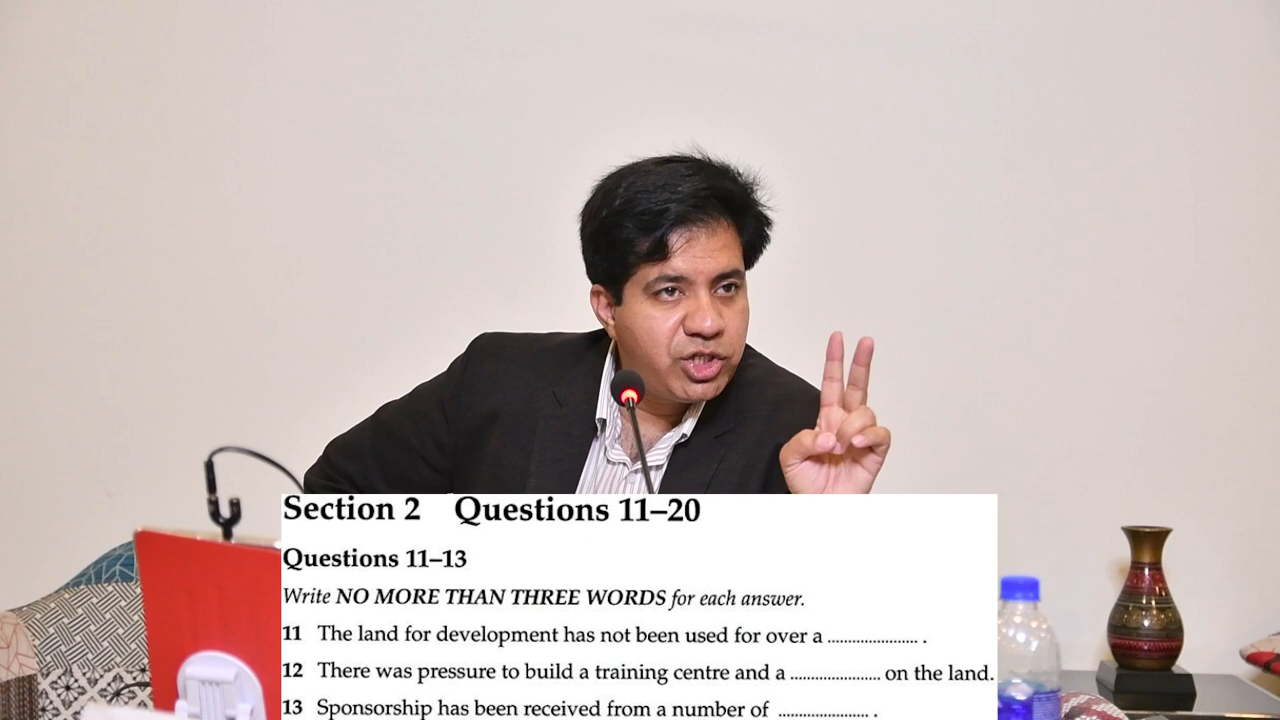 Section 2 Questions 11–20
Questions 11–13
Write NO MORE THAN THREE WORDS for each answer.
11 The land for development has not been used for over a ...................... .
12 There was pressure to build a training centre and a ...................... on the land.
13 Sponsorship has been received from a number of ...................... .